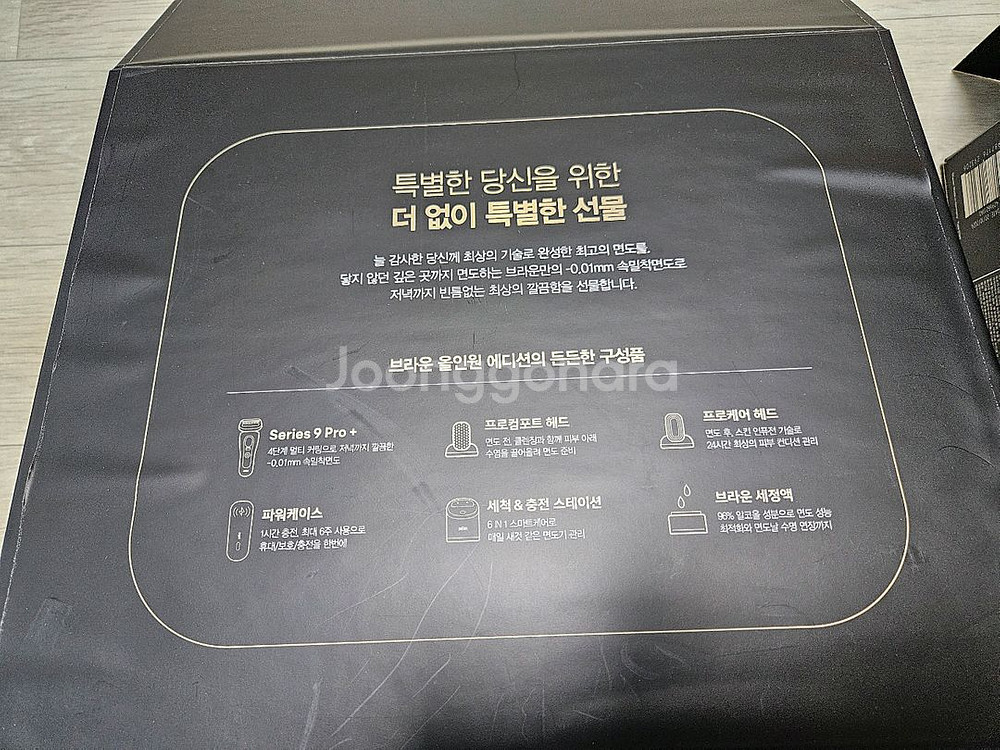 특별한 당신을 위한
더 없이 특별한 선물
늘 감사한 당신께 최상의 기술로 완성한 최고의 면도를,
닿지 않던 깊은 곳까지 면도하는 브라운만의 -0.01mm 속밀착면도로
저녁까지 빈틈없는 최상의 깔끔함을 선물합니다.
브라운 올인원 에디션의 든든한 구성품
Joonggonara
Series 9 Pro +
4단계 멀티 커팅으로 저녁까지 깔끔한
-0.01mm 속밀착면도
프로컴포트 헤드
면도 전, 클렌징과 함께 피부 아래
수염을 끌어올려 면도 준비
프로케어 헤드
면도 후, 스킨 인퓨전 기술로
24시간 최상의 피부 컨디션 관리
파워케이스
1시간 충전, 최대 6주 사용으로
휴대/보호/충전을 한번에
세척 & 충전 스테이션
6 IN 1 스마트케어로
매일 새것 같은 면도기 관리
브라운 세정액
96% 알코올 성분으로 면도 성능
최적화와 면도날 수명 연장까지